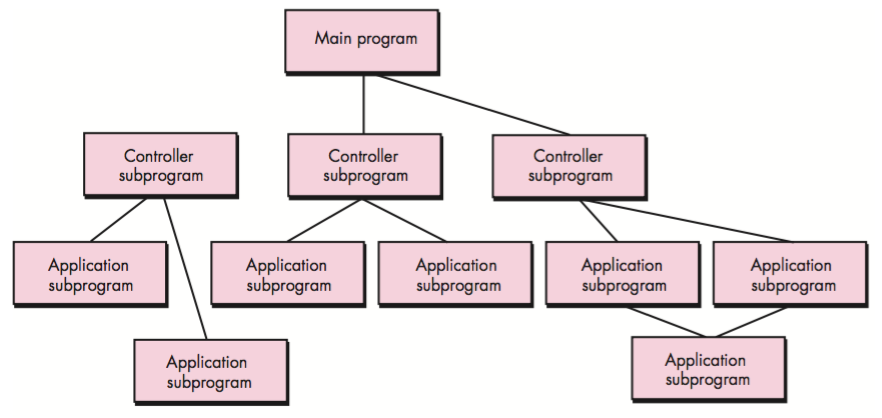 Main program
Controller
subprogram
Controller
subprogram
Controller
subprogram
Application
subprogram
Application
subprogram
Application
subprogram
Application
subprogram
Application
subprogram
Application
subprogram
Application
subprogram